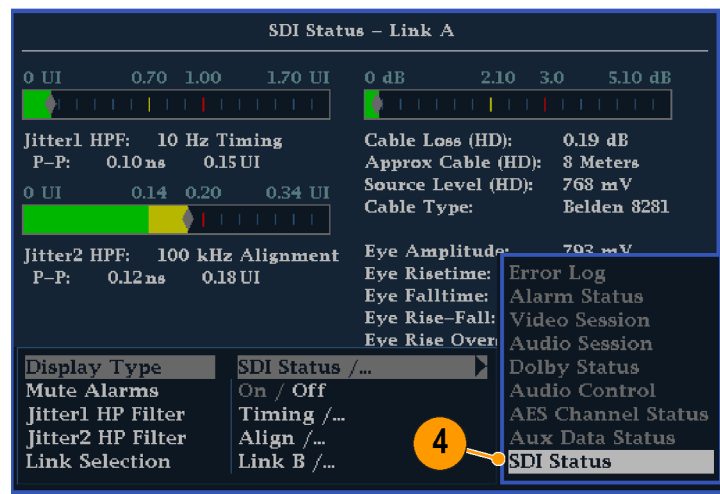 SDI Status – Link A
0 UI 0.70 1.00 1.70 UI
Jitter1 HPF: 10 Hz Timing
P–P: 0.10 ns 0.15 UI
0 UI 0.14 0.20 0.34 UI
Jitter2 HPF: 100 kHz Alignment
P–P: 0.12 ns 0.18 UI
0 dB 2.10 3.0 5.10 dB
Cable Loss (HD): 0.19 dB
Approx Cable (HD): 8 Meters
Source Level (HD): 768 mV
Cable Type: Belden 8281
Eye Amplitude: 793 mV
Eye Risetime:
Eye Falltime:
Eye Rise–Fall:
Eye Rise Over
Display Type SDI Status /...
Mute Alarms On / Off
Jitter1 HP Filter Timing /...
Jitter2 HP Filter Align /...
Link Selection Link B /...
Error Log
Alarm Status
Video Session
Audio Session
Dolby Status
Audio Control
AES Channel Status
Aux Data Status
SDI Status
4